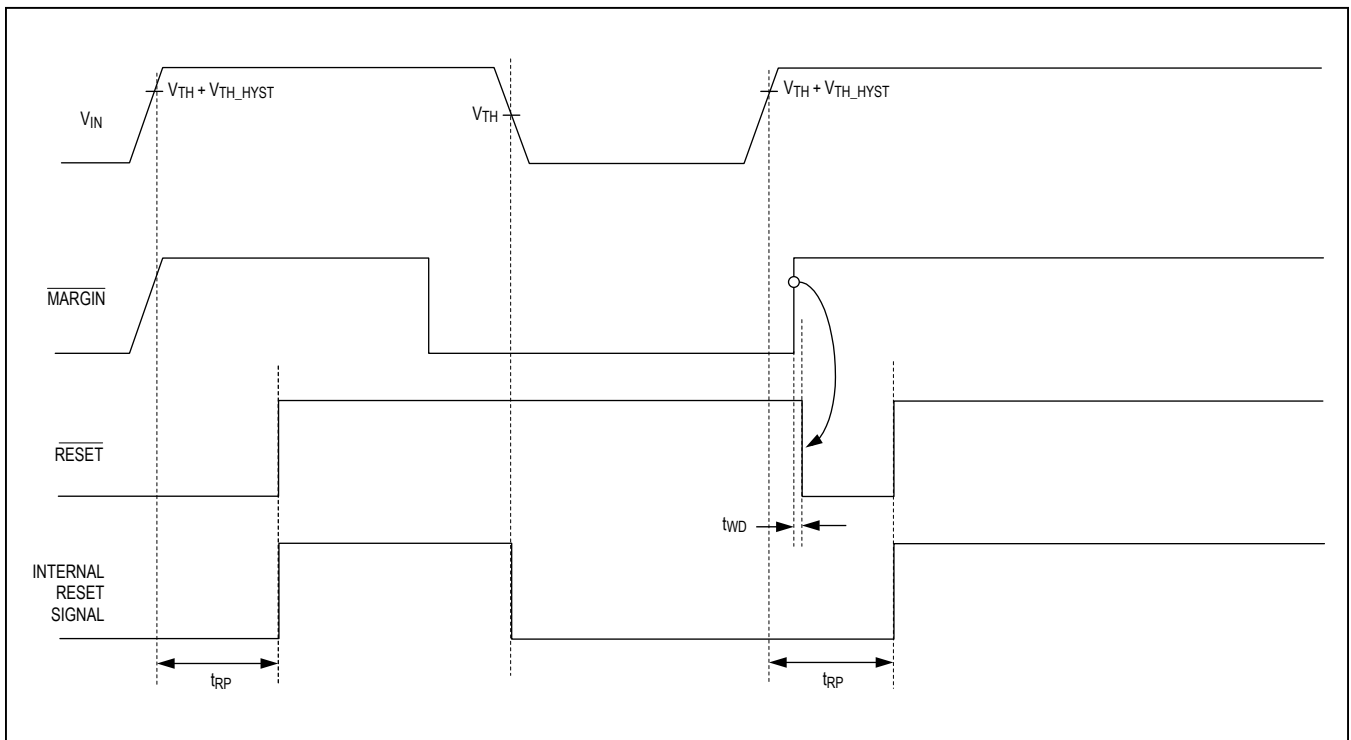 VTH + VTH_HYST
VTH + VTH_HYST
VTH
VIN
MARGIN
RESET
tWD
INTERNAL
RESET
SIGNAL
tRP
tRP